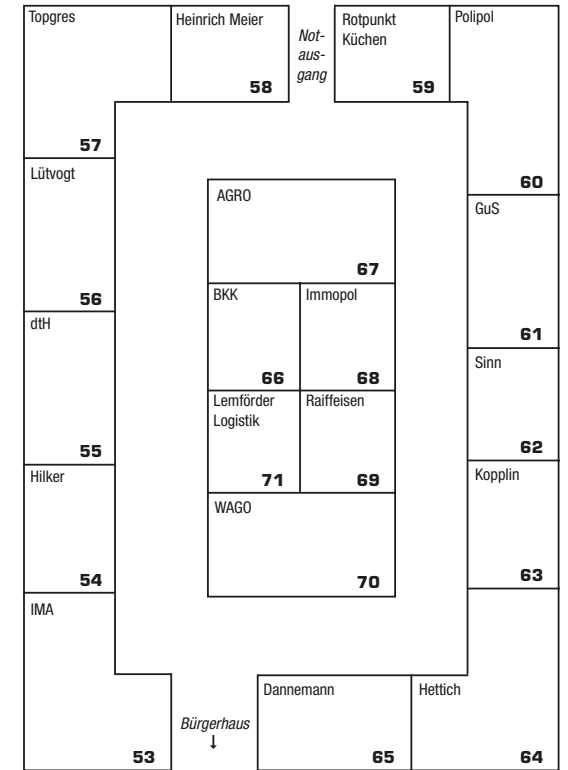 Topgres
57
Heinrich Meier
58
Not-
aus-
gang
Rotpunkt
Küchen
59
Polipol
60
Lütvogt
56
GuS
61
dtH
55
Sinn
62
Hilker
54
Kopplin
63
IMA
53
Bürgerhaus
↓
Dannemann
65
Hettich
64
AGRO
67
BKK
66
Immopol
68
Lemförder
Logistik
71
Raiffeisen
69
WAGO
70